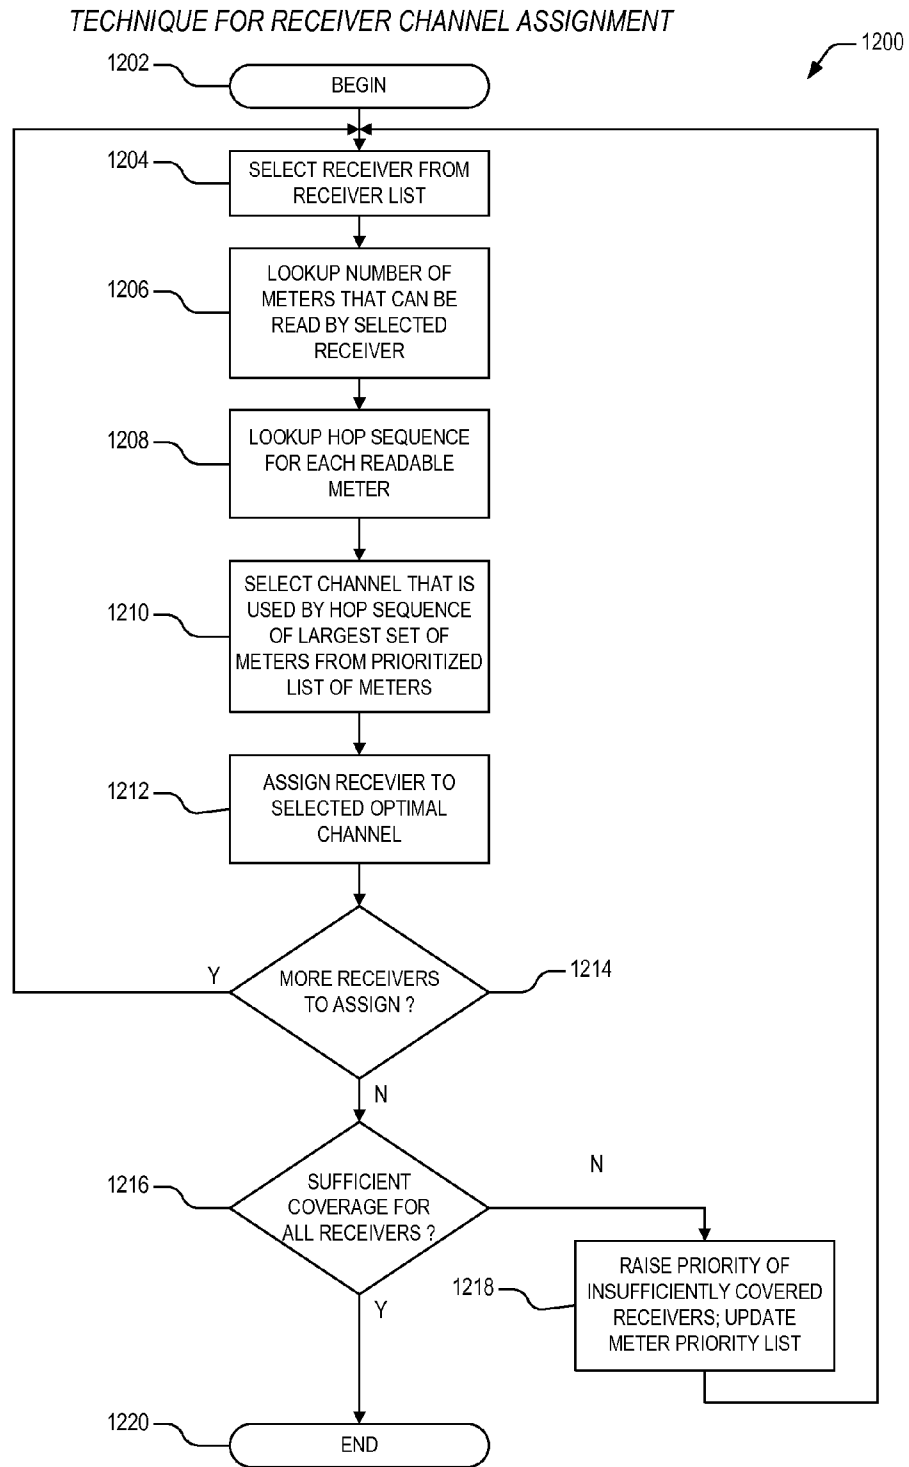 TECHNIQUE FOR RECEIVER CHANNEL ASSIGNMENT
1200
1202
BEGIN
1204
SELECT RECEIVER FROM
RECEIVER LIST
1206
LOOKUP NUMBER OF
METERS THAT CAN BE
READ BY SELECTED
RECEIVER
1208
LOOKUP HOP SEQUENCE
FOR EACH READABLE
METER
1210
SELECT CHANNEL THAT IS
USED BY HOP SEQUENCE
OF LARGEST SET OF
METERS FROM PRIORITIZED
LIST OF METERS
1212
ASSIGN RECEVIER TO
SELECTED OPTIMAL
CHANNEL
1214
Y
MORE RECEIVERS
TO ASSIGN ?
N
1216
SUFFICIENT
COVERAGE FOR
ALL RECEIVERS ?
N
Y
1218
RAISE PRIORITY OF
INSUFFICIENTLY COVERED
RECEIVERS; UPDATE
METER PRIORITY LIST
1220
END